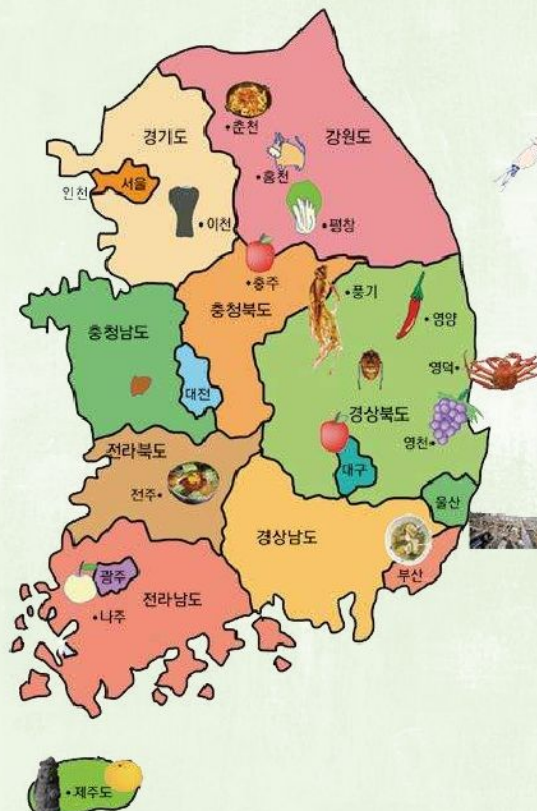 경기도
춘천
강원도
홍천
인천
서울
이천
평창
충주
충청북도
풍기
영양
충청남도
영덕
대전
경상북도
영천
대구
전라북도
전주
울산
경상남도
부산
광주
전라남도
나주
제주도